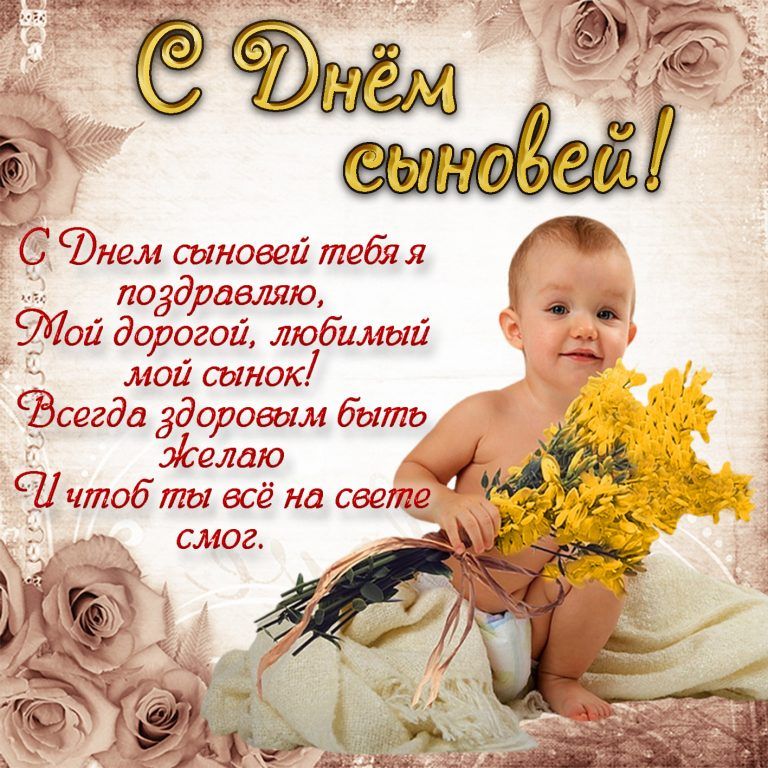 С Днём
сыновей!
С Днем сыновей тебя я
поздравляю,
Мой дорогой, любимый
мой сынок!
Всегда здоровым быть
желаю
И чтоб ты всё на свете
смог.